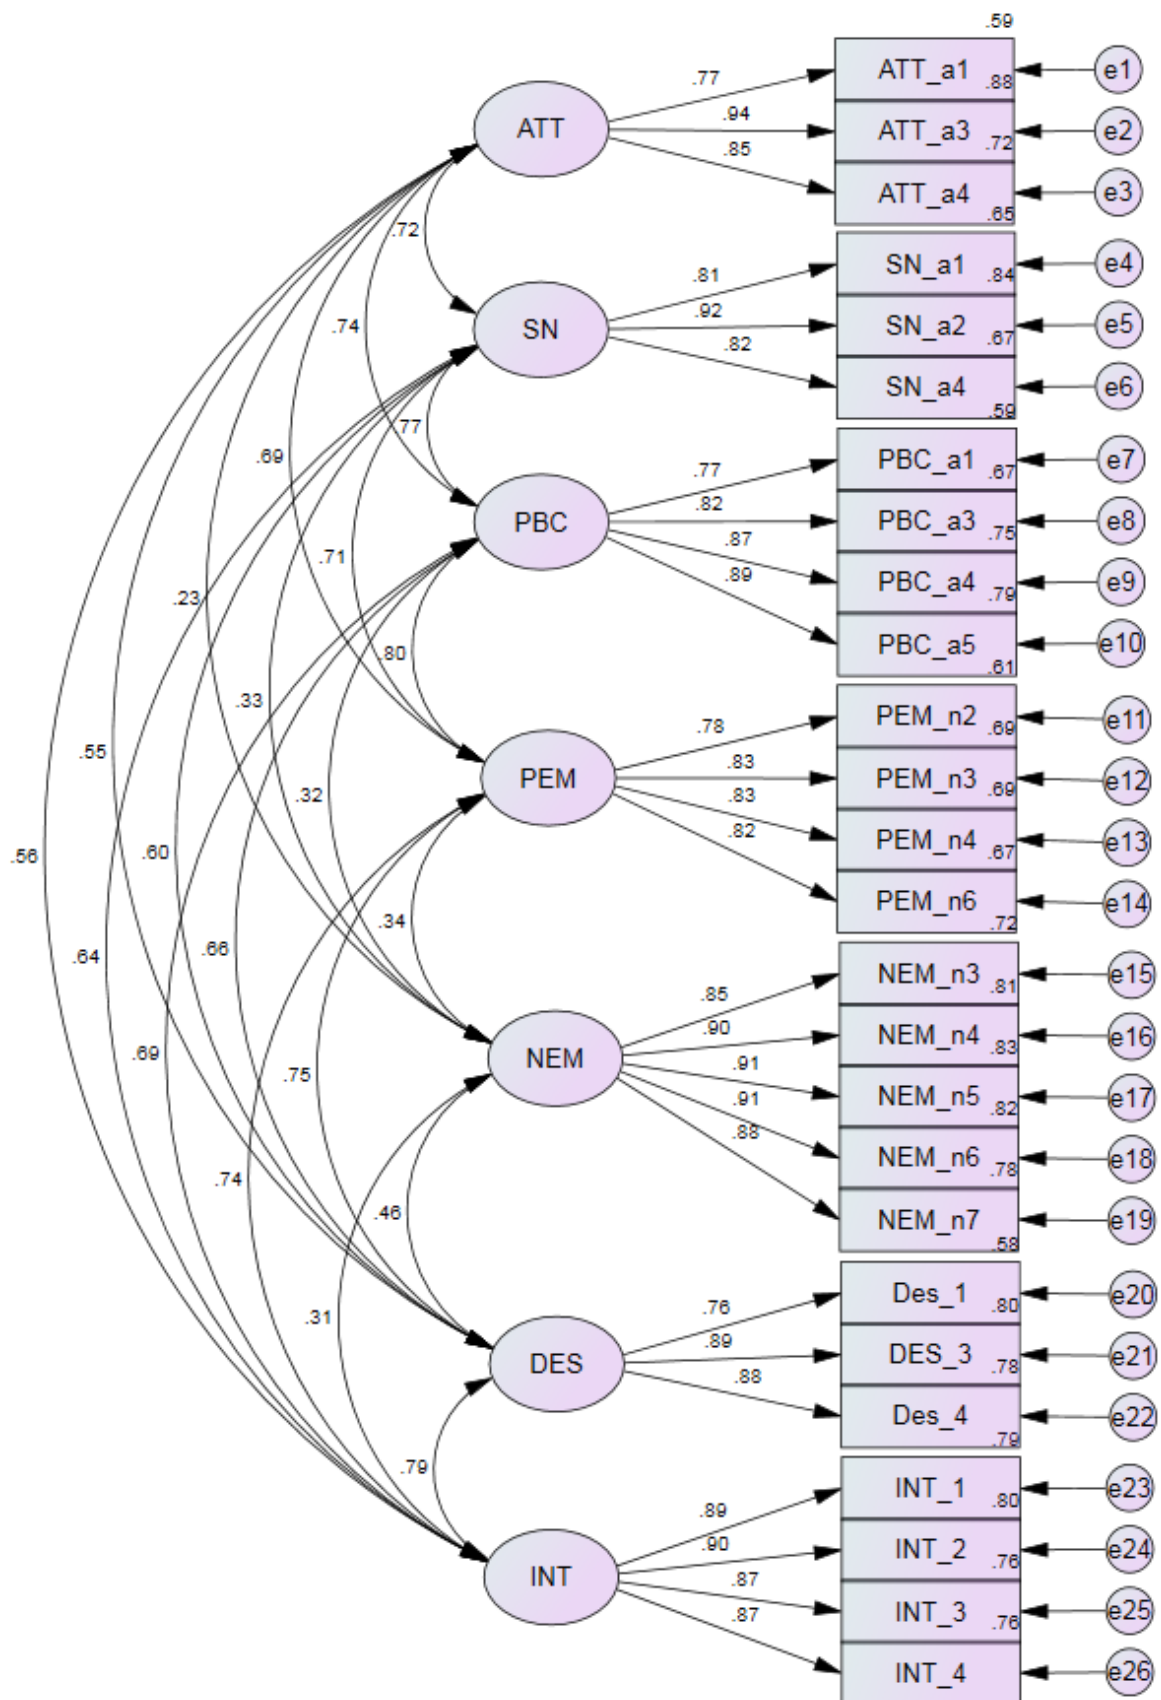 .59
ATT_a1
e1
.77
.88
.94
ATT
ATT_a3
e2
.72
.85
ATT_a4
e3
.65
.72
SN_a1
e4
.81
.84
.92
.74
SN
SN_a2
e5
.67
.82
SN_a4
e6
.59
.77
.69
PBC_a1
e7
.77
.67
.82
PBC
PBC_a3
e8
.75
.87
.71
.89
PBC_a4
e9
.79
.23
.80
PBC_a5
e10
.61
.33
PEM_n2
e11
.78
.69
.55
.83
PEM
PEM_n3
e12
.69
.32
.83
.82
PEM_n4
e13
.67
.56
.60
PEM_n6
e14
.72
.34
.66
.64
NEM_n3
e15
.85
.81
.90
NEM_n4
e16
.83
.69
NEM
.91
.75
.91
NEM_n5
e17
.82
.88
NEM_n6
e18
.78
.74
.46
NEM_n7
e19
.58
.31
Des_1
e20
.76
.80
.89
DES
DES_3
e21
.78
.88
Des_4
e22
.79
.79
INT_1
e23
.89
.80
.90
INT_2
e24
.76
INT
.87
.87
INT_3
e25
.76
INT_4
e26